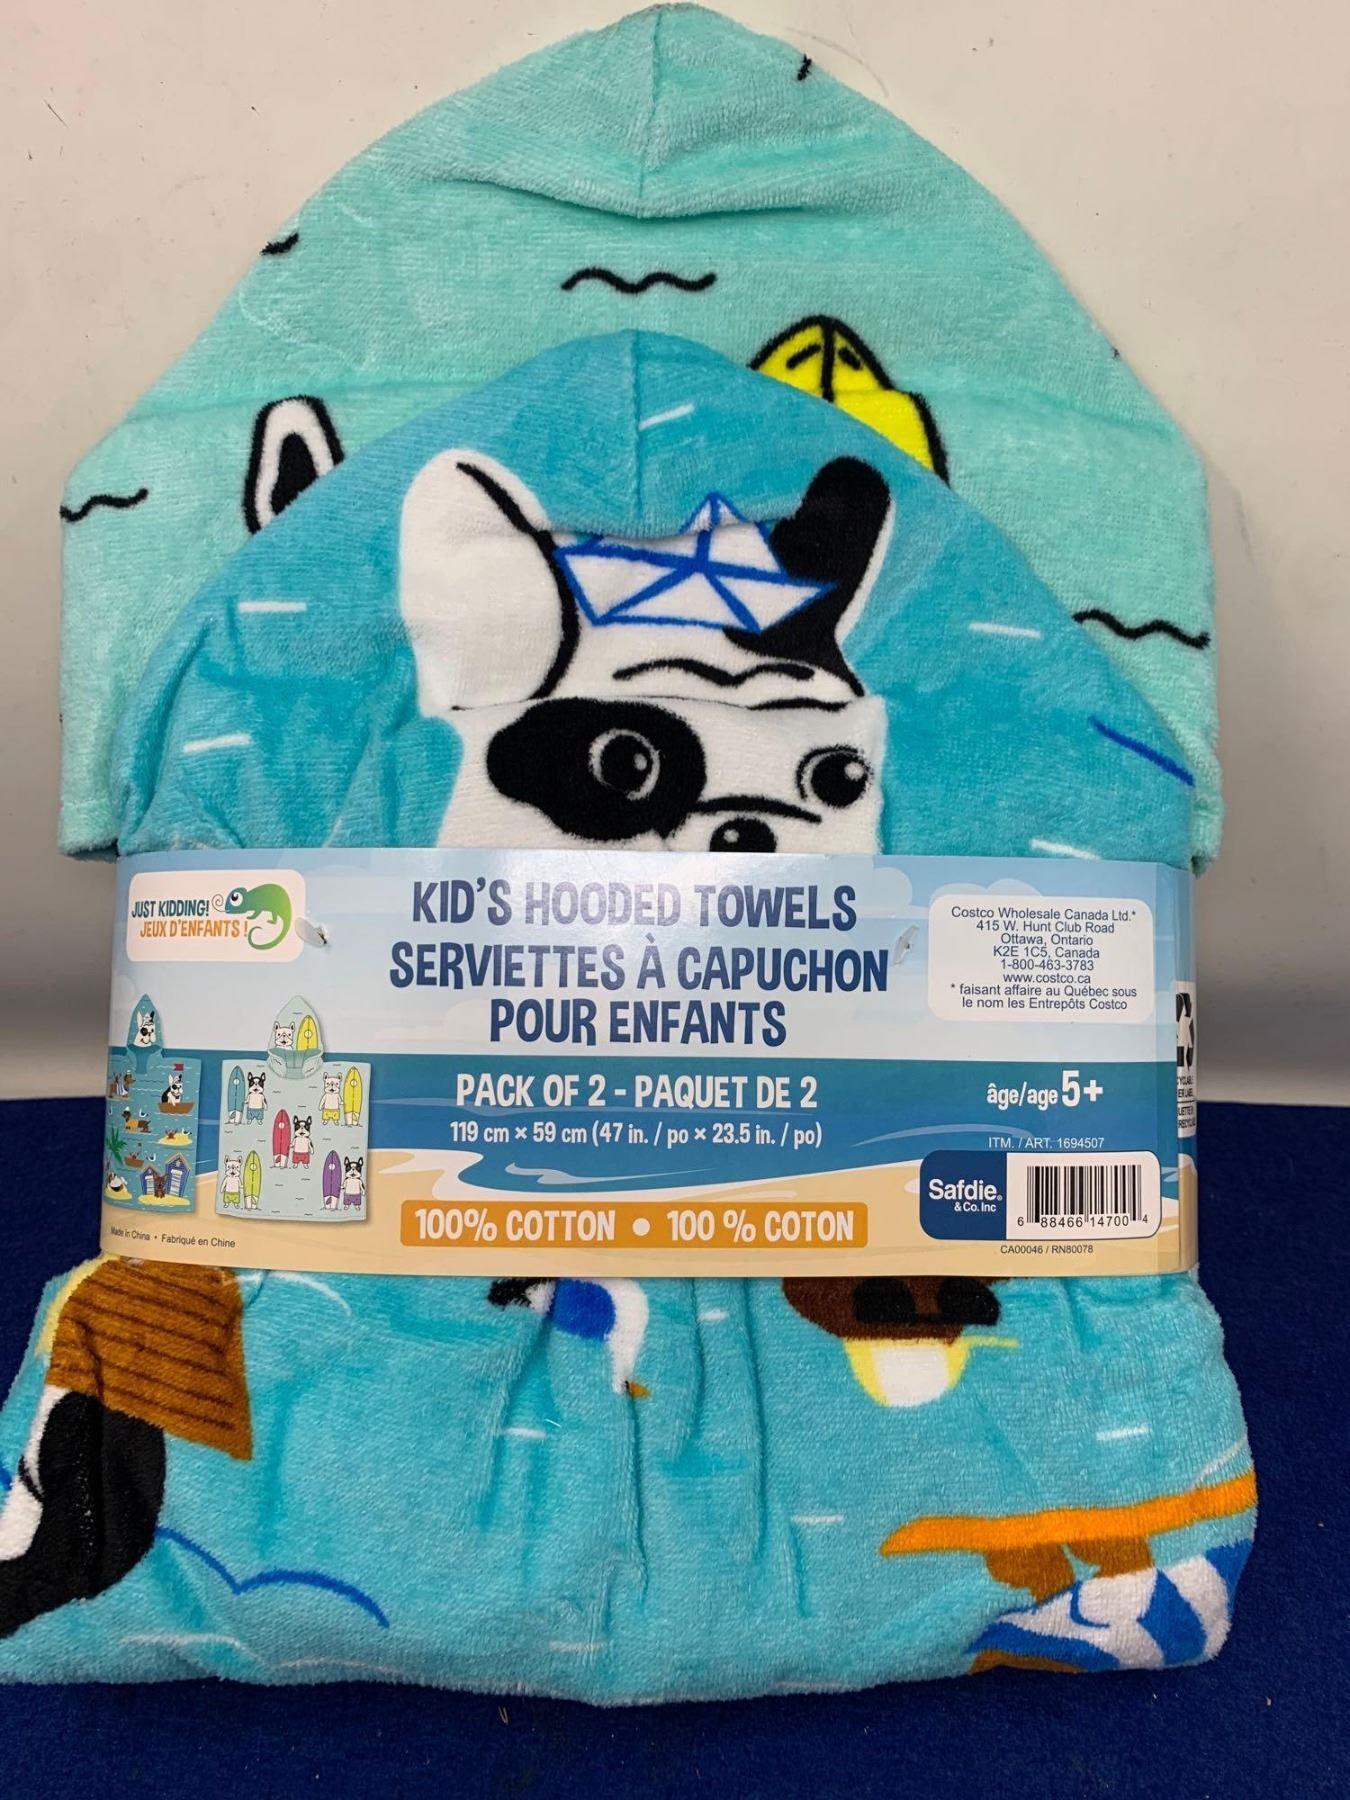 JUST KIDDING!
JEUX D'ENFANTS !
KID'S HOODED TOWELS
SERVIETTES À CAPUCHON
POUR ENFANTS
Costco Wholesale Canada Ltd.*
415 W. Hunt Club Road
Ottawa, Ontario
K2E 1C5, Canada
1-800-463-3783
www.costco.ca
* faisant affaire au Québec sous
le nom les Entrepôts Costco
PACK OF 2 - PAQUET DE 2
119 cm × 59 cm (47 in. / po × 23.5 in. / po)
âge/age 5+
ITM. / ART. 1694507
Safdie®
& Co. Inc
6 88466 14700 4
CA00046 / RN80078
100% COTTON • 100 % COTON
Made in China • Fabriqué en Chine